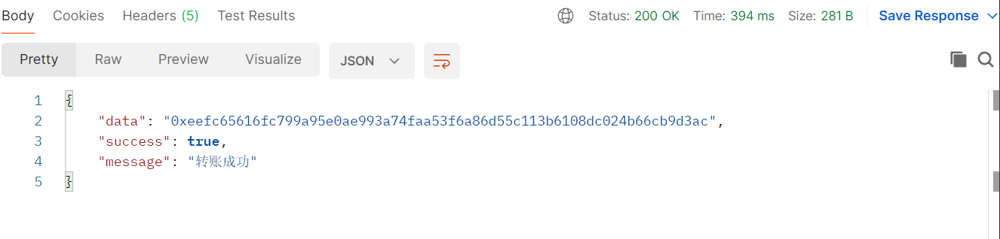 Body Cookies Headers (5) Test Results Status: 200 OK Time: 394 ms Size: 281 B Save Response
Pretty Raw Preview Visualize JSON
1 {
2 "data": "0xeefc65616fc799a95e0ae993a74faa53f6a86d55c113b6108dc024b66cb9d3ac",
3 "success": true,
4 "message": "转账成功"
5 }